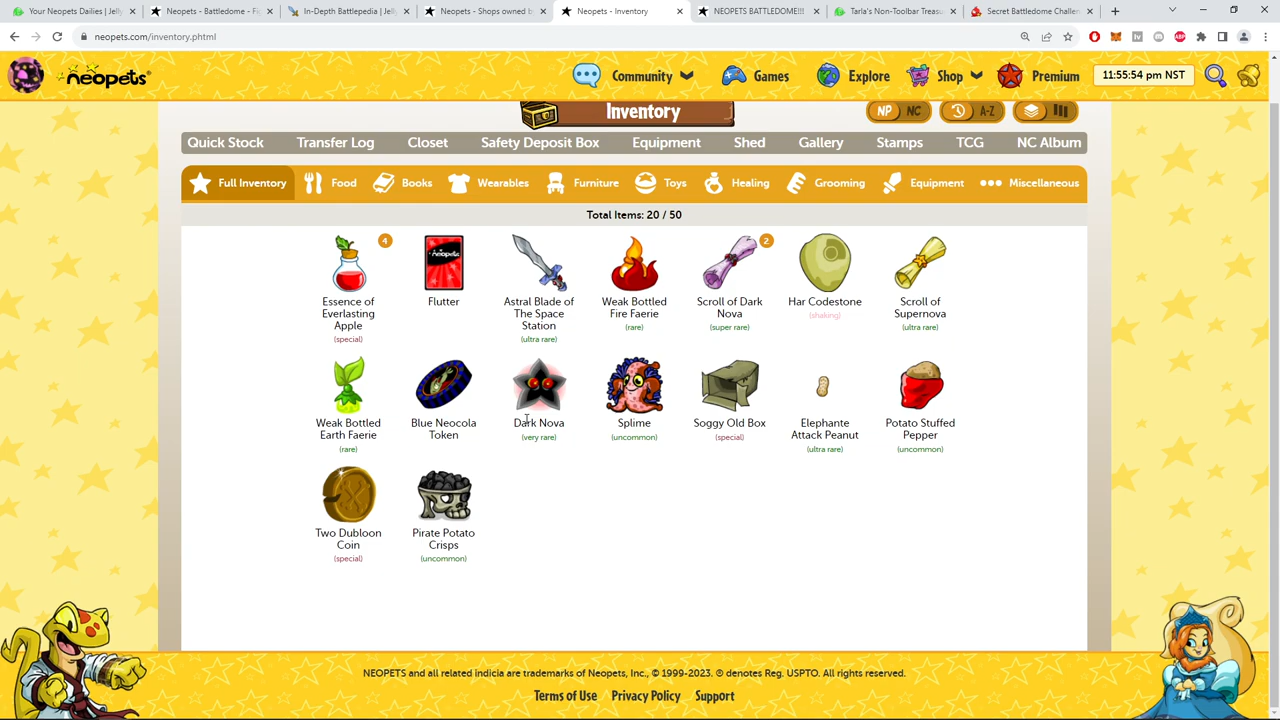 Your Neopets Dailies | Jelly
Neopets - Battledome - Fig
In-Depth Battlepedia | Jelly
Neopets - Shops owned b
Neopets - Inventory
NEOPETS BATTLEDOME!!!
Tarla's Non-Toolbar Treasu
Secret Battledome Challen
neopets.com/inventory.phtml
neopets
Community
Games
Explore
Shop
Premium
11:55:54 pm NST
Inventory
NP NC
A-Z
Quick Stock
Transfer Log
Closet
Safety Deposit Box
Equipment
Shed
Gallery
Stamps
TCG
NC Album
Full Inventory
Food
Books
Wearables
Furniture
Toys
Healing
Grooming
Equipment
Miscellaneous
Total Items: 20 / 50
4
Essence of
Everlasting
Apple
(special)
neopets
Flutter
Astral Blade of
The Space
Station
(ultra rare)
Weak Bottled
Fire Faerie
(rare)
2
Scroll of Dark
Nova
(super rare)
Har Codestone
(shaking)
Scroll of
Supernova
(ultra rare)
Weak Bottled
Earth Faerie
(rare)
Blue Neocola
Token
Dark Nova
(very rare)
Splime
(uncommon)
Soggy Old Box
(special)
Elephante
Attack Peanut
(ultra rare)
Potato Stuffed
Pepper
(uncommon)
Two Dubloon
Coin
(special)
Pirate Potato
Crisps
(uncommon)
NEOPETS and all related indicia are trademarks of Neopets, Inc., © 1999-2023. ® denotes Reg. USPTO. All rights reserved.
Terms of Use
Privacy Policy
Support